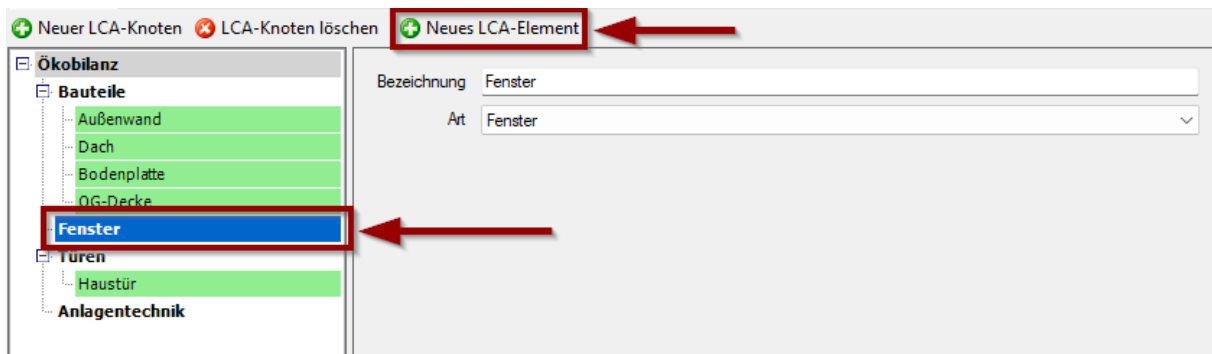 Neuer LCA-Knoten LCA-Knoten löschen Neues LCA-Element
Ökobilanz
Bauteile
Außenwand
Dach
Bodenplatte
OG-Decke
Fenster
Türen
Haustür
Anlagentechnik
Bezeichnung Fenster
Art Fenster